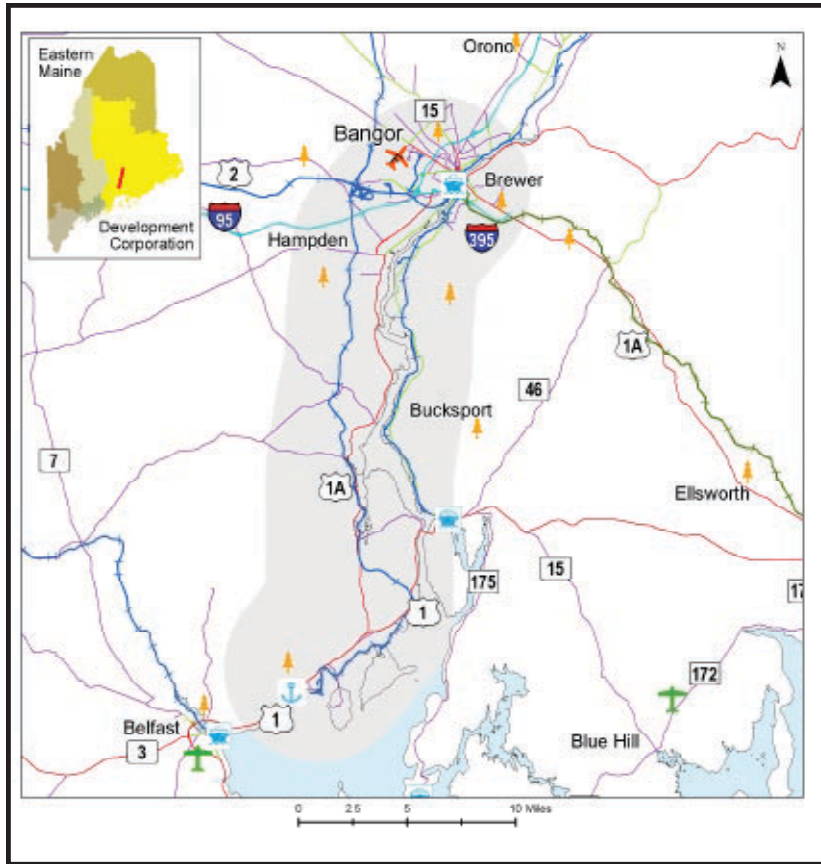 Eastern
Maine
Development
Corporation
Orono
N
15
Bangor
2
Brewer
95
Hampden
395
1A
46
Bucksport
7
1A
Ellsworth
175
15
1
172
1
Belfast
3
Blue Hill
0 2.5 5 10 Miles